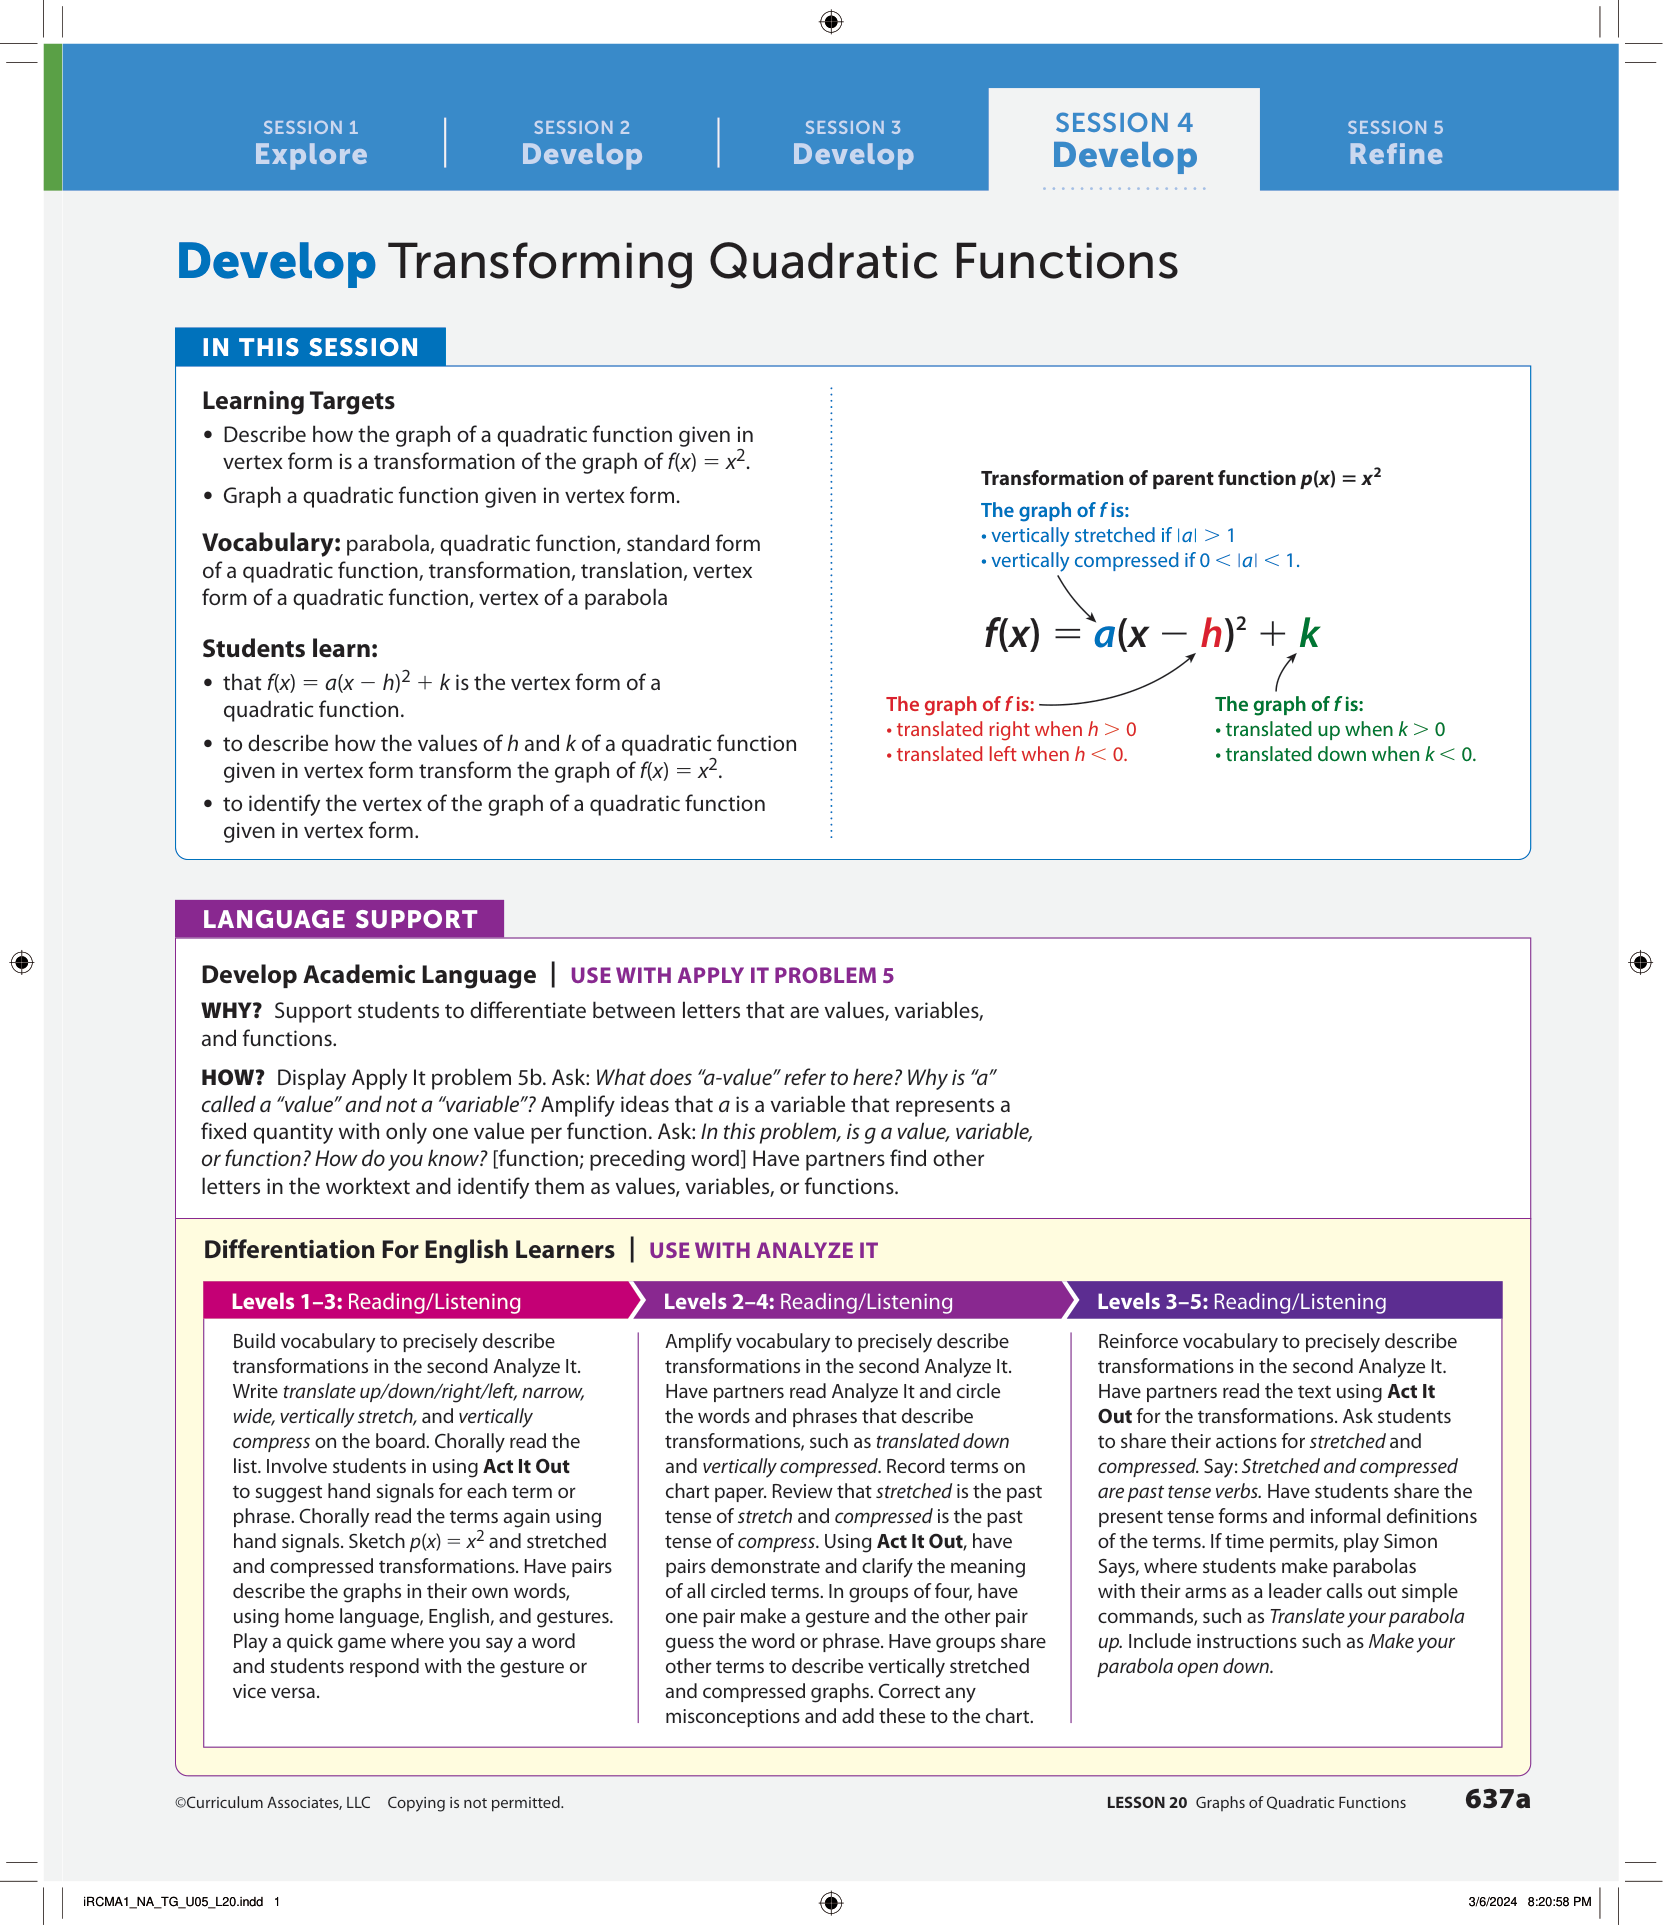 SESSION 1
Explore
SESSION 2
Develop
SESSION 3
Develop
SESSION 4
Develop
SESSION 5
Refine
Develop Transforming Quadratic Functions
IN THIS SESSION
Learning Targets
• Describe how the graph of a quadratic function given in
vertex form is a transformation of the graph of f(x) = x².
• Graph a quadratic function given in vertex form.
Vocabulary: parabola, quadratic function, standard form
of a quadratic function, transformation, translation, vertex
form of a quadratic function, vertex of a parabola
Students learn:
• that f(x) = a(x − h)² + k is the vertex form of a
quadratic function.
• to describe how the values of h and k of a quadratic function
given in vertex form transform the graph of f(x) = x².
• to identify the vertex of the graph of a quadratic function
given in vertex form.
Transformation of parent function p(x) = x²
The graph of f is:
• vertically stretched if |a| > 1
• vertically compressed if 0 < |a| < 1.
f(x) = a(x − h)² + k
The graph of f is:
• translated right when h > 0
• translated left when h < 0.
The graph of f is:
• translated up when k > 0
• translated down when k < 0.
LANGUAGE SUPPORT
Develop Academic Language | USE WITH APPLY IT PROBLEM 5
WHY? Support students to differentiate between letters that are values, variables,
and functions.
HOW? Display Apply It problem 5b. Ask: What does “a-value” refer to here? Why is “a”
called a “value” and not a “variable”? Amplify ideas that a is a variable that represents a
fixed quantity with only one value per function. Ask: In this problem, is g a value, variable,
or function? How do you know? [function; preceding word] Have partners find other
letters in the worktext and identify them as values, variables, or functions.
Differentiation For English Learners | USE WITH ANALYZE IT
Levels 1–3: Reading/Listening
Build vocabulary to precisely describe
transformations in the second Analyze It.
Write translate up/down/right/left, narrow,
wide, vertically stretch, and vertically
compress on the board. Chorally read the
list. Involve students in using Act It Out
to suggest hand signals for each term or
phrase. Chorally read the terms again using
hand signals. Sketch p(x) = x² and stretched
and compressed transformations. Have pairs
describe the graphs in their own words,
using home language, English, and gestures.
Play a quick game where you say a word
and students respond with the gesture or
vice versa.
Levels 2–4: Reading/Listening
Amplify vocabulary to precisely describe
transformations in the second Analyze It.
Have partners read Analyze It and circle
the words and phrases that describe
transformations, such as translated down
and vertically compressed. Record terms on
chart paper. Review that stretched is the past
tense of stretch and compressed is the past
tense of compress. Using Act It Out, have
pairs demonstrate and clarify the meaning
of all circled terms. In groups of four, have
one pair make a gesture and the other pair
guess the word or phrase. Have groups share
other terms to describe vertically stretched
and compressed graphs. Correct any
misconceptions and add these to the chart.
Levels 3–5: Reading/Listening
Reinforce vocabulary to precisely describe
transformations in the second Analyze It.
Have partners read the text using Act It
Out for the transformations. Ask students
to share their actions for stretched and
compressed. Say: Stretched and compressed
are past tense verbs. Have students share the
present tense forms and informal definitions
of the terms. If time permits, play Simon
Says, where students make parabolas
with their arms as a leader calls out simple
commands, such as Translate your parabola
up. Include instructions such as Make your
parabola open down.
©Curriculum Associates, LLC Copying is not permitted.
LESSON 20 Graphs of Quadratic Functions 637a
iRCMA1_NA_TG_U05_L20.indd 1
3/6/2024 8:20:58 PM